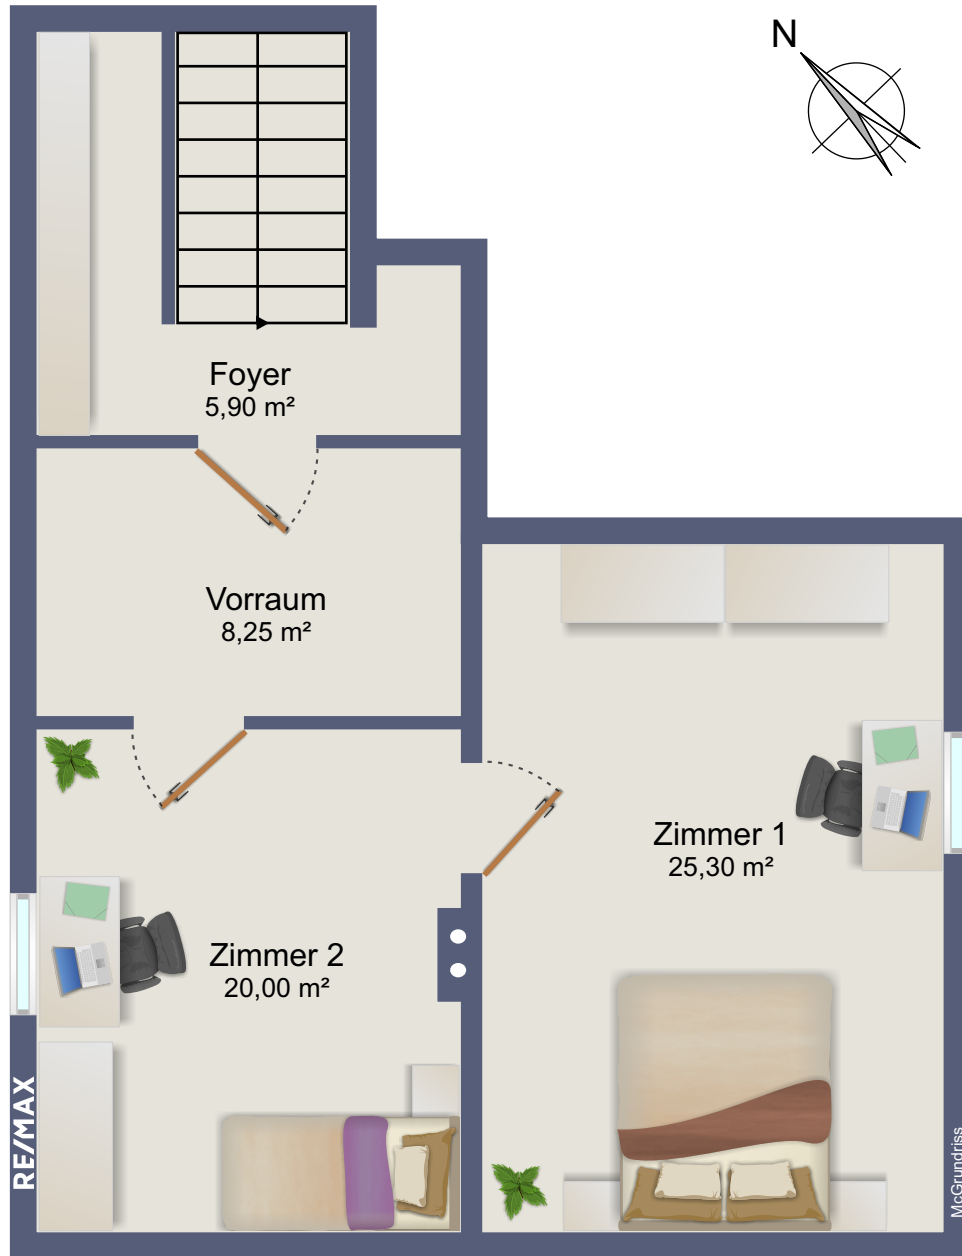 N
Foyer
5,90 m²
Vorraum
8,25 m²
Zimmer 1
25,30 m²
Zimmer 2
20,00 m²
RE/MAX
McGrundriss